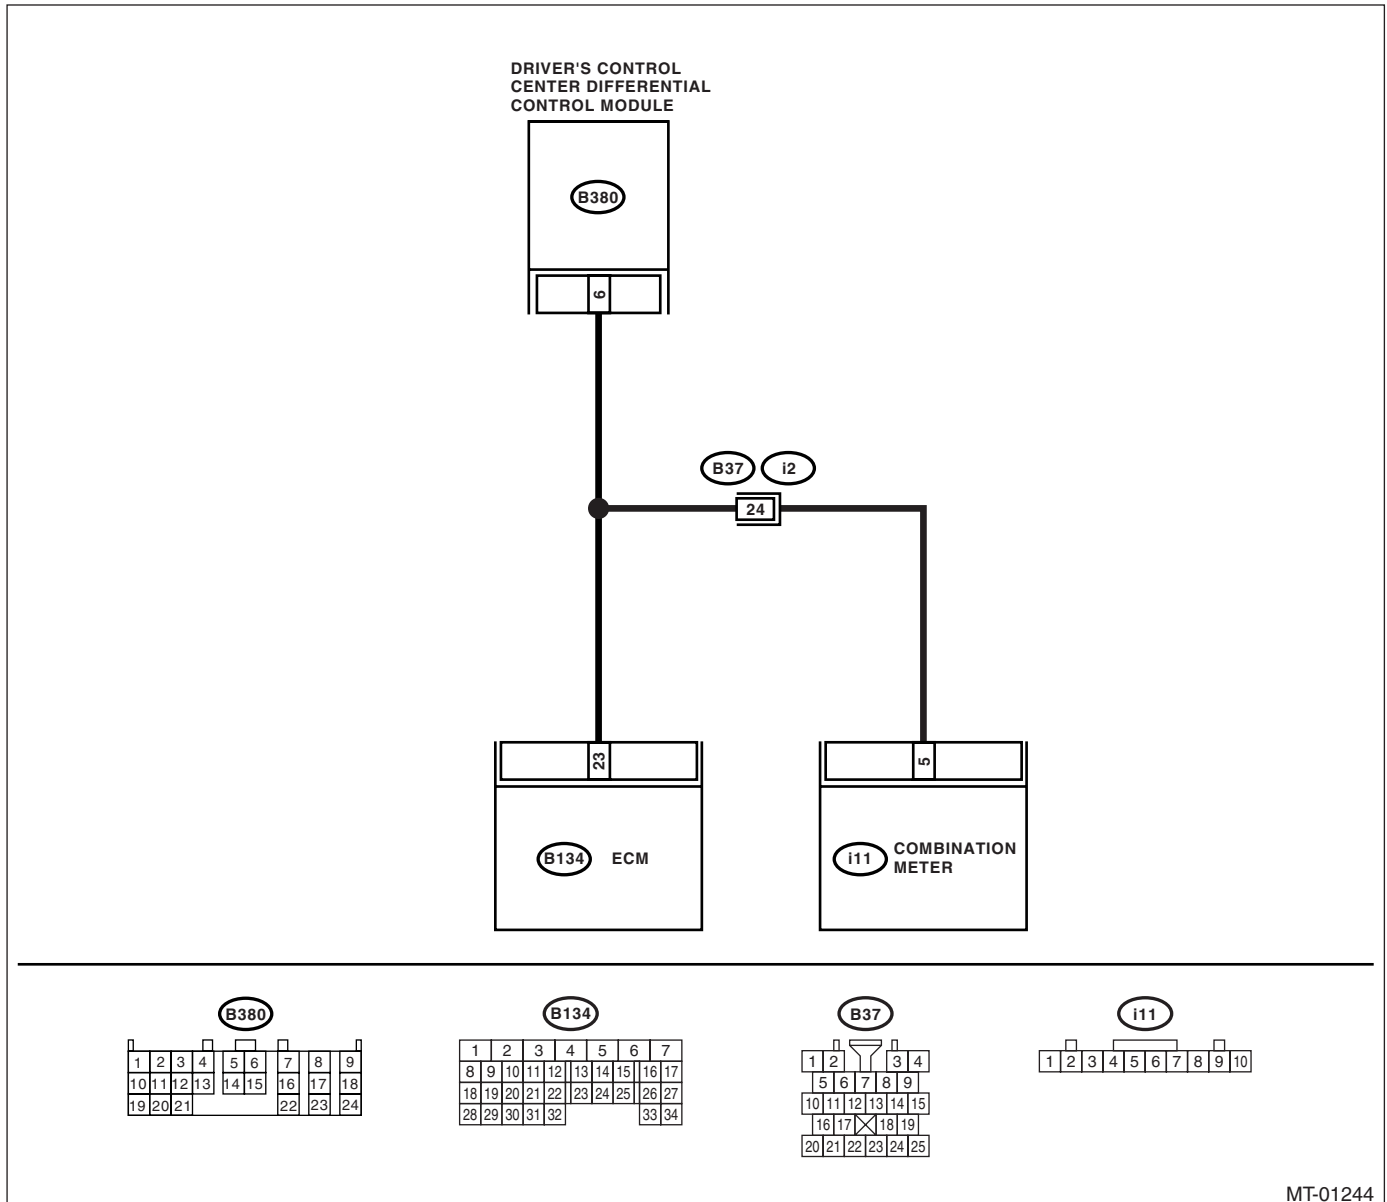 DRIVER'S CONTROL
CENTER DIFFERENTIAL
CONTROL MODULE
B380
6
B37 i2
24
23
5
B134 ECM
i11 COMBINATION
METER
B380
1 2 3 4 5 6 7 8 9
10 11 12 13 14 15 16 17 18
19 20 21 22 23 24
B134
1 2 3 4 5 6 7
8 9 10 11 12 13 14 15 16 17
18 19 20 21 22 23 24 25 26 27
28 29 30 31 32 33 34
B37
1 2 3 4
5 6 7 8 9
10 11 12 13 14 15
16 17 18 19
20 21 22 23 24 25
i11
1 2 3 4 5 6 7 8 9 10
MT-01244